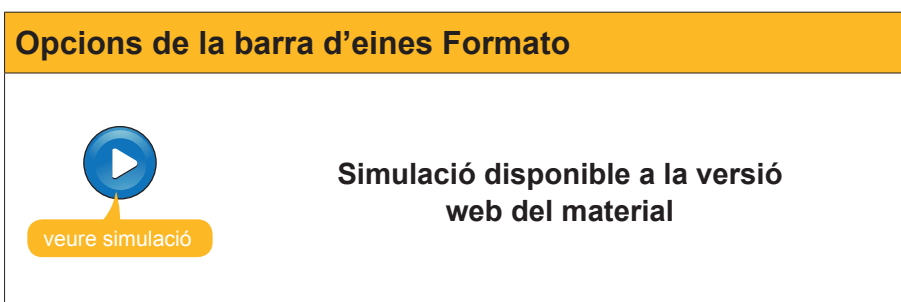 Opcions de la barra d’eines Formato
Simulació disponible a la versió
web del material
veure simulació